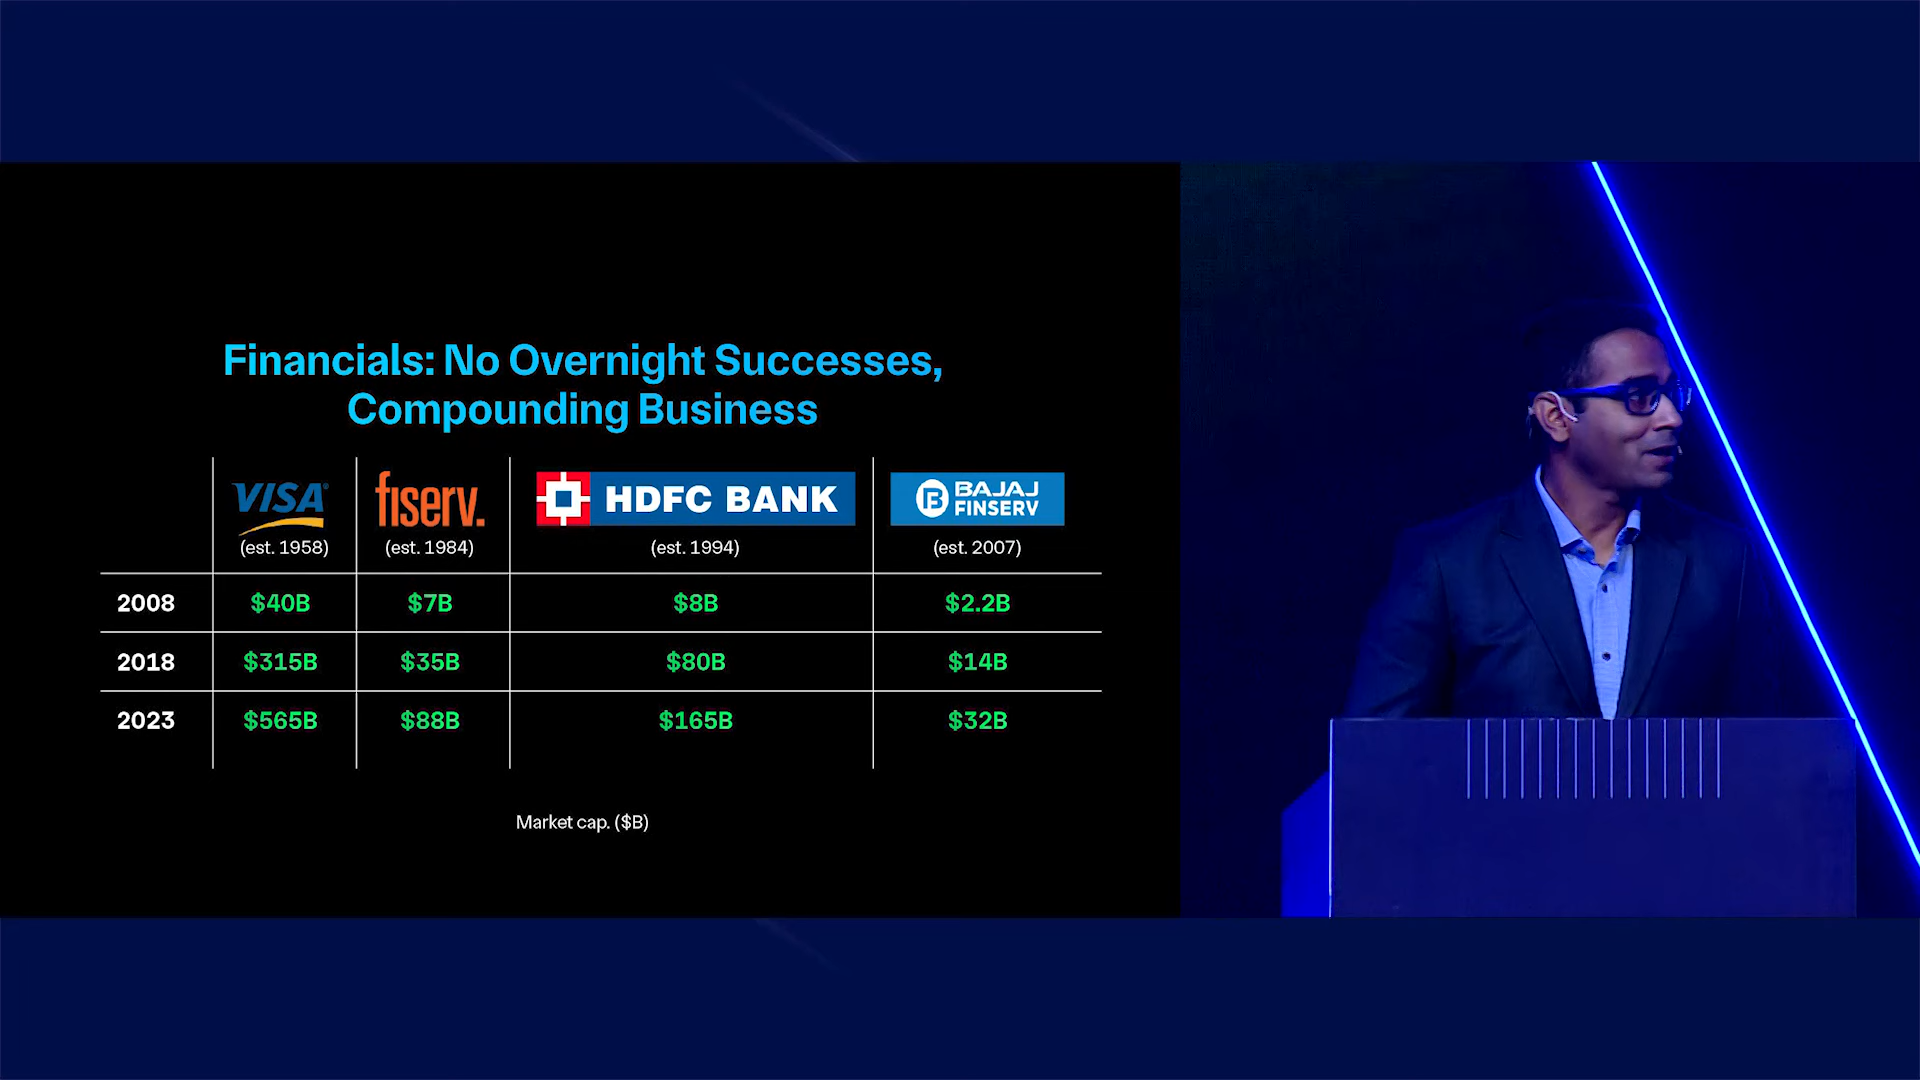 Financials: No Overnight Successes,
Compounding Business
VISA fiserv. HDFC BANK BAJAJ FINSERV
(est. 1958) (est. 1984) (est. 1994) (est. 2007)
2008 $40B $7B $8B $2.2B
2018 $315B $35B $80B $14B
2023 $565B $88B $165B $32B
Market cap. ($B)